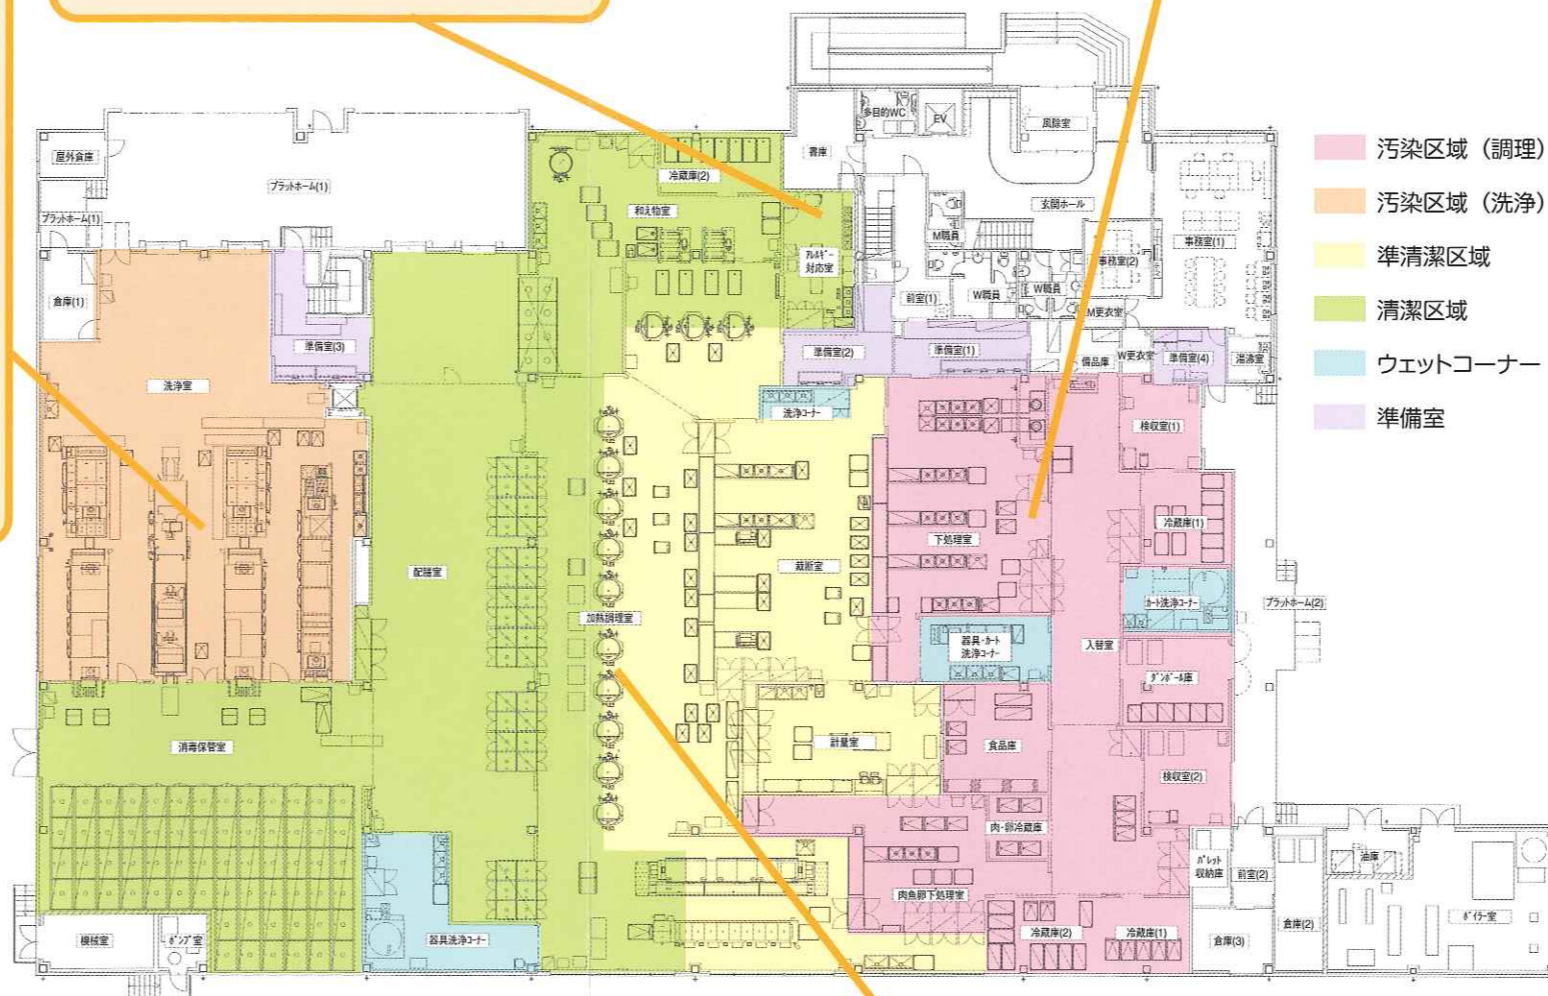 多目的WC
EV
風除室
書庫
屋外倉庫
プラットホーム(1)
冷蔵庫(2)
和え物室
玄関ホール
プラットホーム(1)
M職員
事務室(1)
アレルギー
対応室
事務室(2)
倉庫(1)
前室(1)
W職員
W職員
M更衣室
準備室(3)
準備室(2)
準備室(1)
備品庫
W更衣室
準備室(4)
湯沸室
洗浄室
洗浄コーナー
検収室(1)
冷蔵庫(1)
下処理室
配膳室
裁断室
加熱調理室
カート洗浄コーナー
プラットホーム(2)
器具・カート
洗浄コーナー
入替室
ダンボール庫
消毒保管室
計量室
食品庫
検収室(2)
肉・卵冷蔵庫
パレット
収納庫
前室(2)
油庫
肉魚卵下処理室
倉庫(2)
ボイラー室
機械室
ポンプ室
器具洗浄コーナー
冷蔵庫(2)
冷蔵庫(1)
倉庫(3)
汚染区域（調理）
汚染区域（洗浄）
準清潔区域
清潔区域
ウェットコーナー
準備室